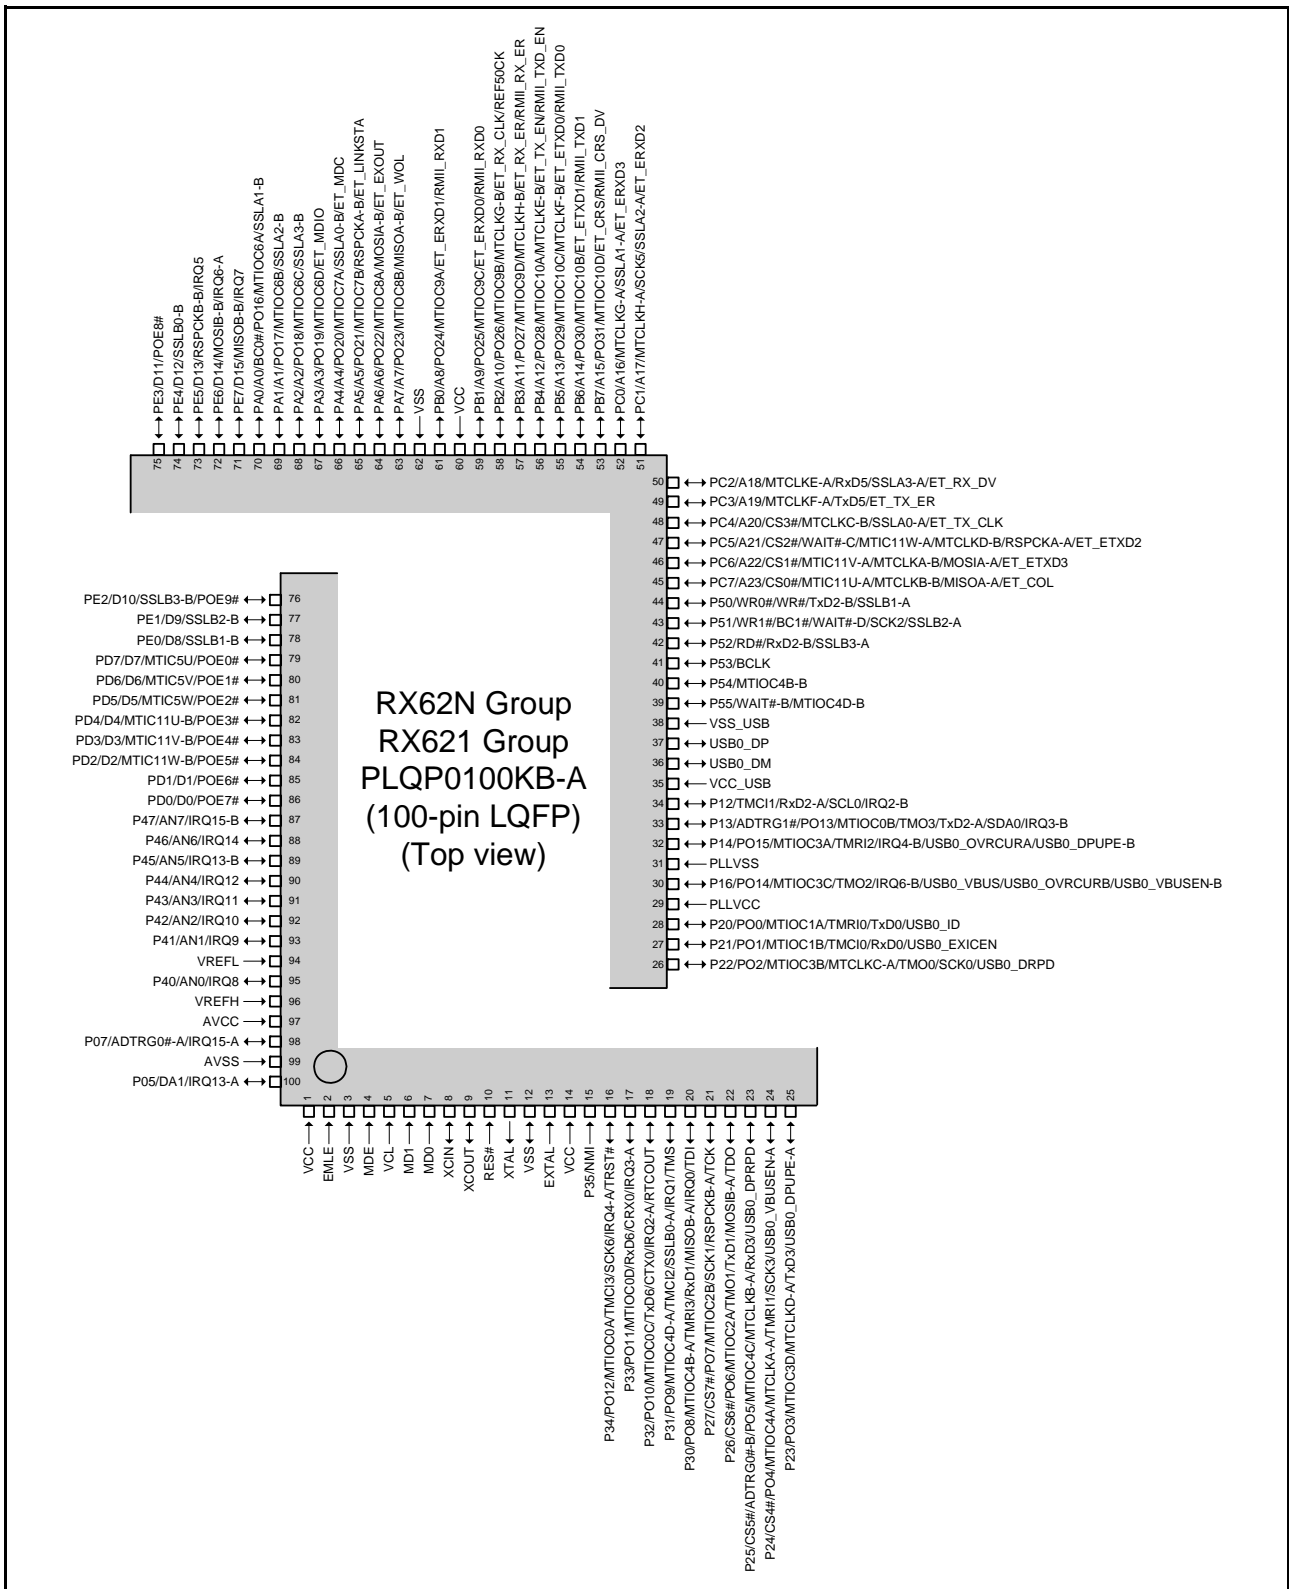 PE3/D11/POE8#
PE4/D12/SSLB0-B
PE5/D13/RSPCKB-B/IRQ5
PE6/D14/MOSIB-B/IRQ6-A
PE7/D15/MISOB-B/IRQ7
PA0/A0/BC0#/PO16/MTIOC6A/SSLA1-B
PA1/A1/PO17/MTIOC6B/SSLA2-B
PA2/A2/PO18/MTIOC6C/SSLA3-B
PA3/A3/PO19/MTIOC6D/ET_MDIO
PA4/A4/PO20/MTIOC7A/SSLA0-B/ET_MDC
PA5/A5/PO21/MTIOC7B/RSPCKA-B/ET_LINKSTA
PA6/A6/PO22/MTIOC8A/MOSIA-B/ET_EXOUT
PA7/A7/PO23/MTIOC8B/MISOA-B/ET_WOL
VSS
PB0/A8/PO24/MTIOC9A/ET_ERXD1/RMII_RXD1
VCC
PB1/A9/PO25/MTIOC9C/ET_ERXD0/RMII_RXD0
PB2/A10/PO26/MTIOC9B/MTCLKG-B/ET_RX_CLK/REF50CK
PB3/A11/PO27/MTIOC9D/MTCLKH-B/ET_RX_ER/RMII_RX_ER
PB4/A12/PO28/MTIOC10A/MTCLKE-B/ET_TX_EN/RMII_TXD_EN
PB5/A13/PO29/MTIOC10C/MTCLKF-B/ET_ETXD0/RMII_TXD0
PB6/A14/PO30/MTIOC10B/ET_ETXD1/RMII_TXD1
PB7/A15/PO31/MTIOC10D/ET_CRS/RMII_CRS_DV
PC0/A16/MTCLKG-A/SSLA1-A/ET_ERXD3
PC1/A17/MTCLKH-A/SCK5/SSLA2-A/ET_ERXD2
75 74 73 72 71 70 69 68 67 66 65 64 63 62 61 60 59 58 57 56 55 54 53 52 51
50 PC2/A18/MTCLKE-A/RxD5/SSLA3-A/ET_RX_DV
49 PC3/A19/MTCLKF-A/TxD5/ET_TX_ER
48 PC4/A20/CS3#/MTCLKC-B/SSLA0-A/ET_TX_CLK
47 PC5/A21/CS2#/WAIT#-C/MTIC11W-A/MTCLKD-B/RSPCKA-A/ET_ETXD2
46 PC6/A22/CS1#/MTIC11V-A/MTCLKA-B/MOSIA-A/ET_ETXD3
45 PC7/A23/CS0#/MTIC11U-A/MTCLKB-B/MISOA-A/ET_COL
44 P50/WR0#/WR#/TxD2-B/SSLB1-A
43 P51/WR1#/BC1#/WAIT#-D/SCK2/SSLB2-A
42 P52/RD#/RxD2-B/SSLB3-A
41 P53/BCLK
40 P54/MTIOC4B-B
39 P55/WAIT#-B/MTIOC4D-B
38 VSS_USB
37 USB0_DP
36 USB0_DM
35 VCC_USB
34 P12/TMCI1/RxD2-A/SCL0/IRQ2-B
33 P13/ADTRG1#/PO13/MTIOC0B/TMO3/TxD2-A/SDA0/IRQ3-B
32 P14/PO15/MTIOC3A/TMRI2/IRQ4-B/USB0_OVRCURA/USB0_DPUPE-B
31 PLLVSS
30 P16/PO14/MTIOC3C/TMO2/IRQ6-B/USB0_VBUS/USB0_OVRCURB/USB0_VBUSEN-B
29 PLLVCC
28 P20/PO0/MTIOC1A/TMRI0/TxD0/USB0_ID
27 P21/PO1/MTIOC1B/TMCI0/RxD0/USB0_EXICEN
26 P22/PO2/MTIOC3B/MTCLKC-A/TMO0/SCK0/USB0_DRPD
PE2/D10/SSLB3-B/POE9# 76
PE1/D9/SSLB2-B 77
PE0/D8/SSLB1-B 78
PD7/D7/MTIC5U/POE0# 79
PD6/D6/MTIC5V/POE1# 80
PD5/D5/MTIC5W/POE2# 81
PD4/D4/MTIC11U-B/POE3# 82
PD3/D3/MTIC11V-B/POE4# 83
PD2/D2/MTIC11W-B/POE5# 84
PD1/D1/POE6# 85
PD0/D0/POE7# 86
P47/AN7/IRQ15-B 87
P46/AN6/IRQ14 88
P45/AN5/IRQ13-B 89
P44/AN4/IRQ12 90
P43/AN3/IRQ11 91
P42/AN2/IRQ10 92
P41/AN1/IRQ9 93
VREFL 94
P40/AN0/IRQ8 95
VREFH 96
AVCC 97
P07/ADTRG0#-A/IRQ15-A 98
AVSS 99
P05/DA1/IRQ13-A 100
RX62N Group
RX621 Group
PLQP0100KB-A
(100-pin LQFP)
(Top view)
1 2 3 4 5 6 7 8 9 10 11 12 13 14 15 16 17 18 19 20 21 22 23 24 25
VCC
EMLE
VSS
MDE
VCL
MD1
MD0
XCIN
XCOUT
RES#
XTAL
VSS
EXTAL
VCC
P35/NMI
P34/PO12/MTIOC0A/TMCI3/SCK6/IRQ4-A/TRST#
P33/PO11/MTIOC0D/RxD6/CRX0/IRQ3-A
P32/PO10/MTIOC0C/TxD6/CTX0/IRQ2-A/RTCOUT
P31/PO9/MTIOC4D-A/TMCI2/SSLB0-A/IRQ1/TMS
P30/PO8/MTIOC4B-A/TMRI3/RxD1/MISOB-A/IRQ0/TDI
P27/CS7#/PO7/MTIOC2B/SCK1/RSPCKB-A/TCK
P26/CS6#/PO6/MTIOC2A/TMO1/TxD1/MOSIB-A/TDO
P25/CS5#/ADTRG0#-B/PO5/MTIOC4C/MTCLKB-A/RxD3/USB0_DPRPD
P24/CS4#/PO4/MTIOC4A/MTCLKA-A/TMRI1/SCK3/USB0_VBUSEN-A
P23/PO3/MTIOC3D/MTCLKD-A/TxD3/USB0_DPUPE-A